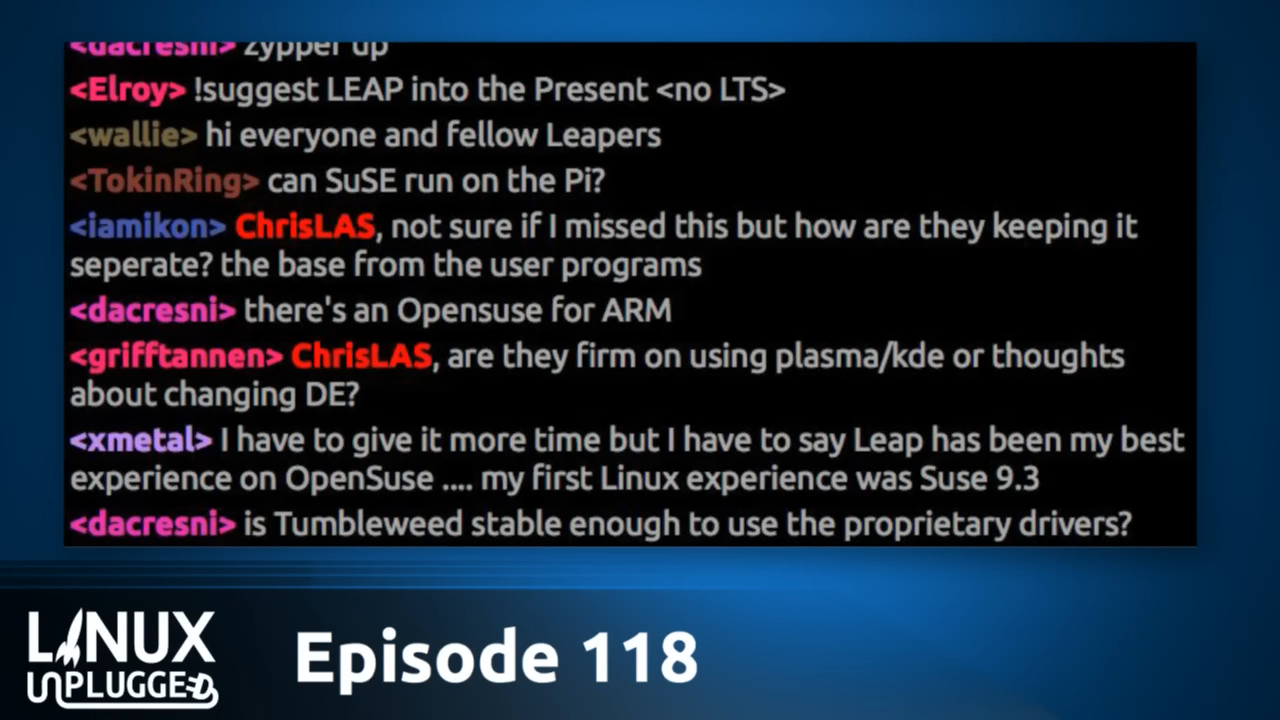 <dacresni> zypper up
<Elroy> !suggest LEAP into the Present <no LTS>
<wallie> hi everyone and fellow Leapers
<TokinRing> can SuSE run on the Pi?
<iamikon> ChrisLAS, not sure if I missed this but how are they keeping it
seperate? the base from the user programs
<dacresni> there's an Opensuse for ARM
<grifftannen> ChrisLAS, are they firm on using plasma/kde or thoughts
about changing DE?
<xmetal> I have to give it more time but I have to say Leap has been my best
experience on OpenSuse .... my first Linux experience was Suse 9.3
<dacresni> is Tumbleweed stable enough to use the proprietary drivers?
LINUX
UNPLUGGED
Episode 118